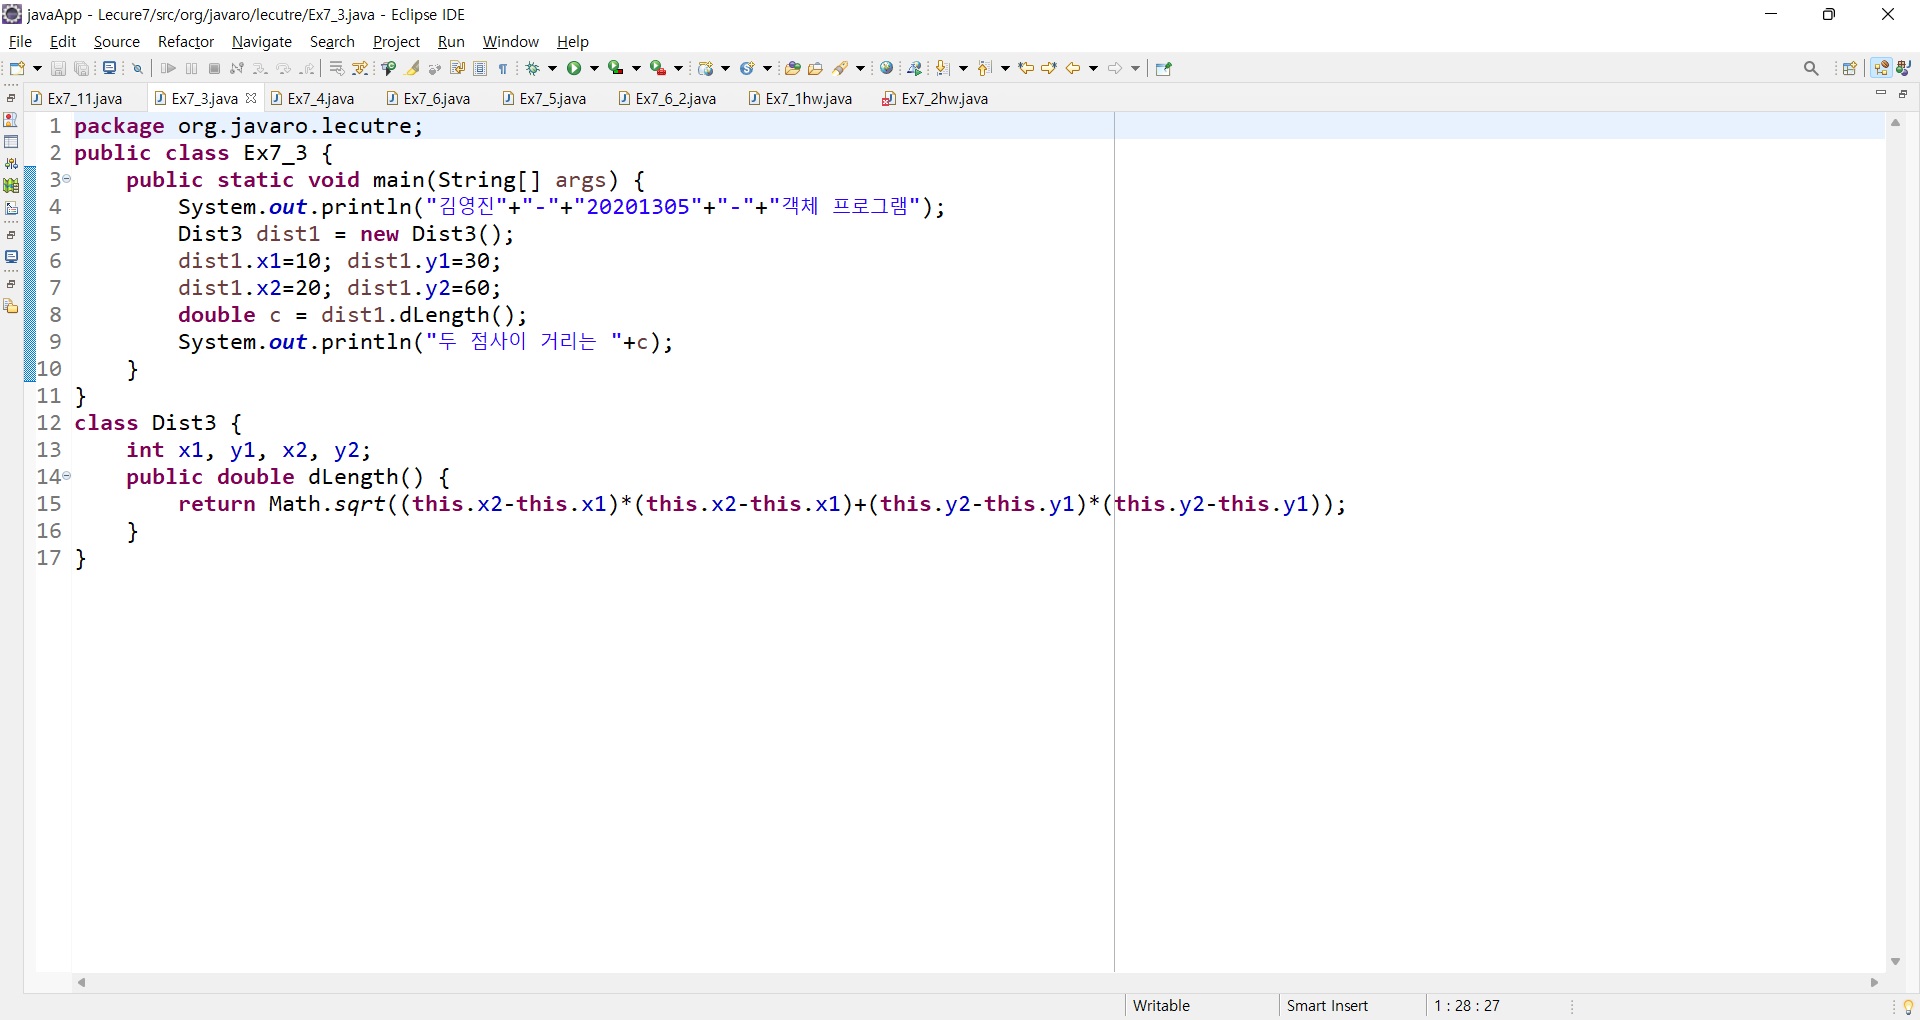 javaApp - Lecure7/src/org/javaro/lecutre/Ex7_3.java - Eclipse IDE
File Edit Source Refactor Navigate Search Project Run Window Help
Ex7_11.java Ex7_3.java Ex7_4.java Ex7_6.java Ex7_5.java Ex7_6_2.java Ex7_1hw.java Ex7_2hw.java
1 package org.javaro.lecutre;
2 public class Ex7_3 {
3 public static void main(String[] args) {
4 System.out.println("김영진"+"-"+"20201305"+"-"+"객체 프로그램");
5 Dist3 dist1 = new Dist3();
6 dist1.x1=10; dist1.y1=30;
7 dist1.x2=20; dist1.y2=60;
8 double c = dist1.dLength();
9 System.out.println("두 점사이 거리는 "+c);
10 }
11 }
12 class Dist3 {
13 int x1, y1, x2, y2;
14 public double dLength() {
15 return Math.sqrt((this.x2-this.x1)*(this.x2-this.x1)+(this.y2-this.y1)*(this.y2-this.y1));
16 }
17 }
Writable Smart Insert 1 : 28 : 27